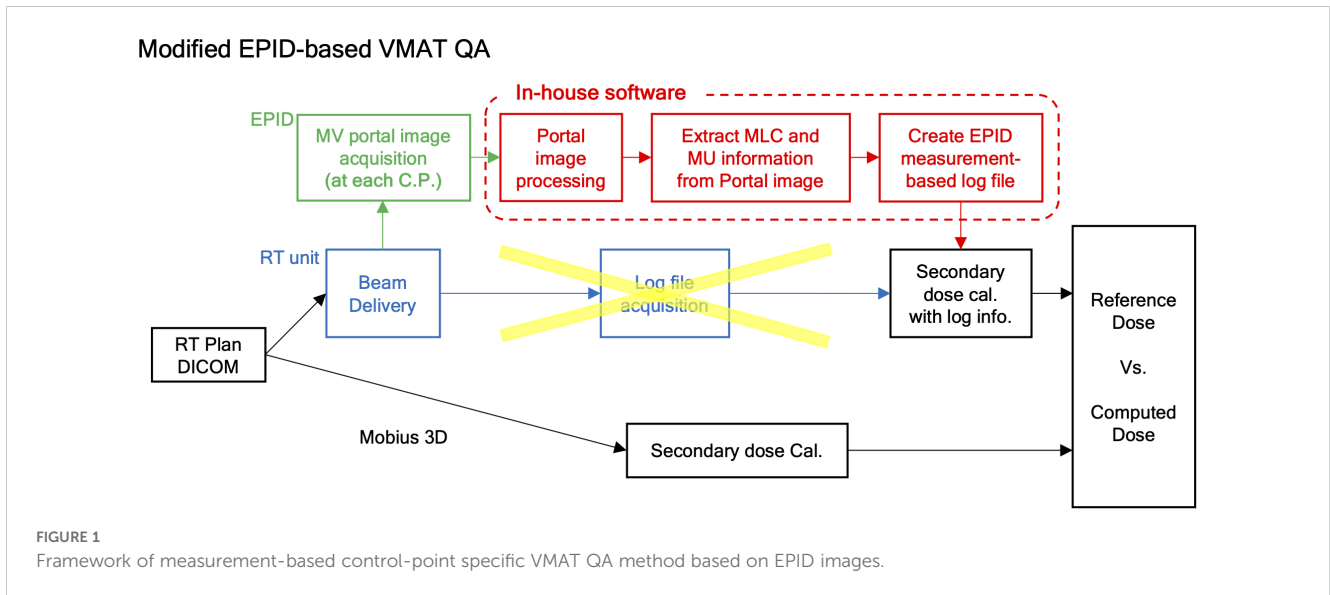 Modified EPID-based VMAT QA
In-house software
EPID
MV portal image
acquisition
(at each C.P.)
Portal
image
processing
Extract MLC and
MU information
from Portal image
Create EPID
measurement-
based log file
RT unit
Beam
Delivery
Log file
acquisition
Secondary
dose cal.
with log info.
Reference
Dose
Vs.
Computed
Dose
RT Plan
DICOM
Mobius 3D
Secondary dose Cal.
FIGURE 1
Framework of measurement-based control-point specific VMAT QA method based on EPID images.